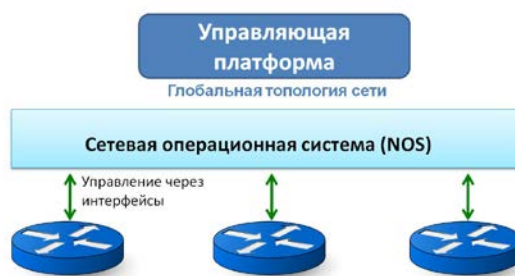 Управляющая
платформа
Глобальная топология сети
Сетевая операционная система (NOS)
Управление через
интерфейсы